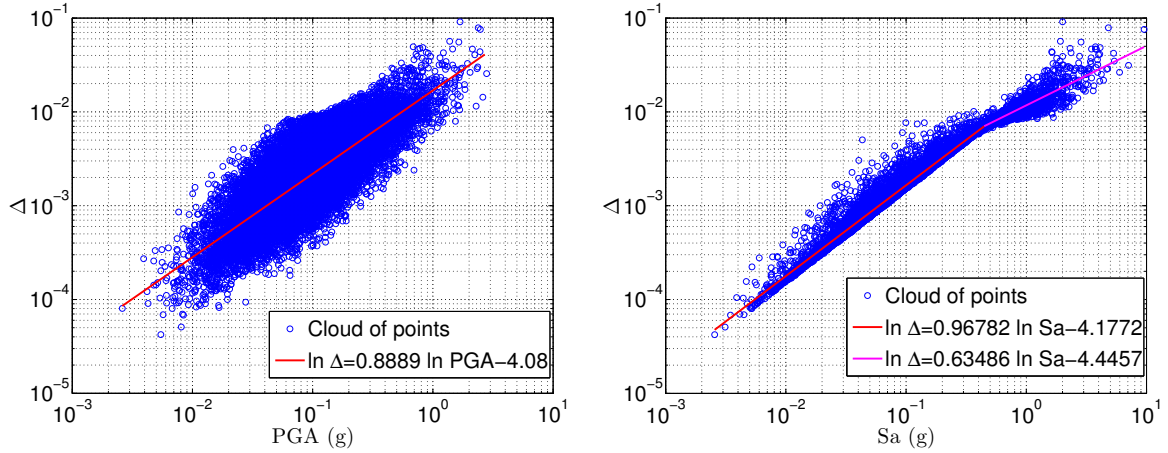 10^−1
10^−2
Δ 10^−3
10^−4
10^−5
10^−3 10^−2 10^−1 10^0 10^1
PGA (g)
Cloud of points
ln Δ=0.8889 ln PGA−4.08
10^−1
10^−2
Δ 10^−3
10^−4
10^−5
10^−3 10^−2 10^−1 10^0 10^1
Sa (g)
Cloud of points
ln Δ=0.96782 ln Sa−4.1772
ln Δ=0.63486 ln Sa−4.4457